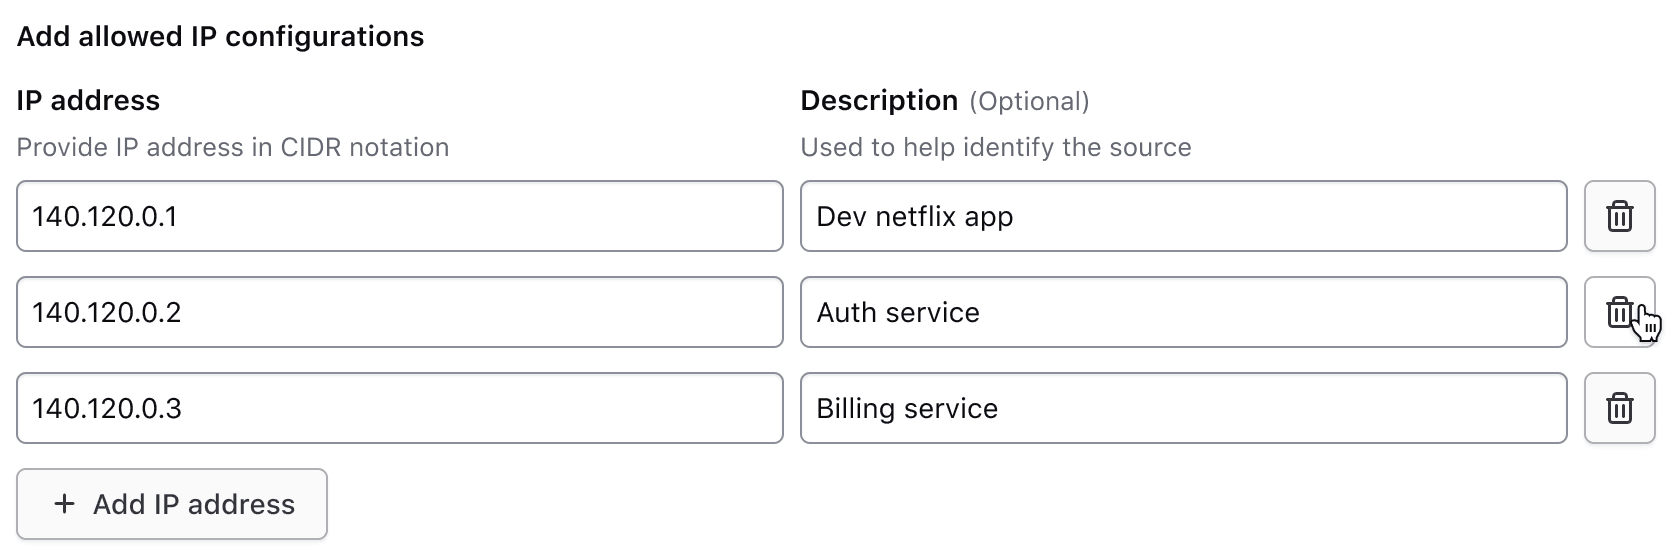 Add allowed IP configurations
IP address
Description (Optional)
Provide IP address in CIDR notation
Used to help identify the source
140.120.0.1
Dev netflix app
140.120.0.2
Auth service
140.120.0.3
Billing service
+ Add IP address